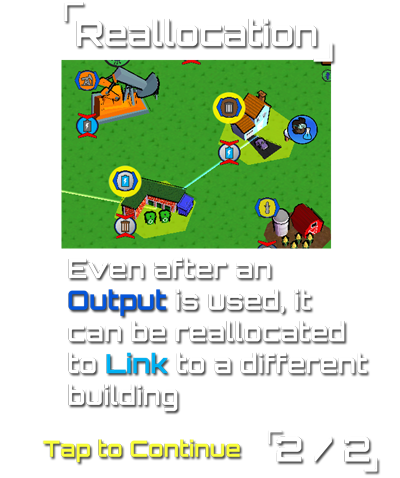 Reallocation
Even after an
Output is used, it
can be reallocated
to Link to a different
building
Tap to Continue
2 / 2